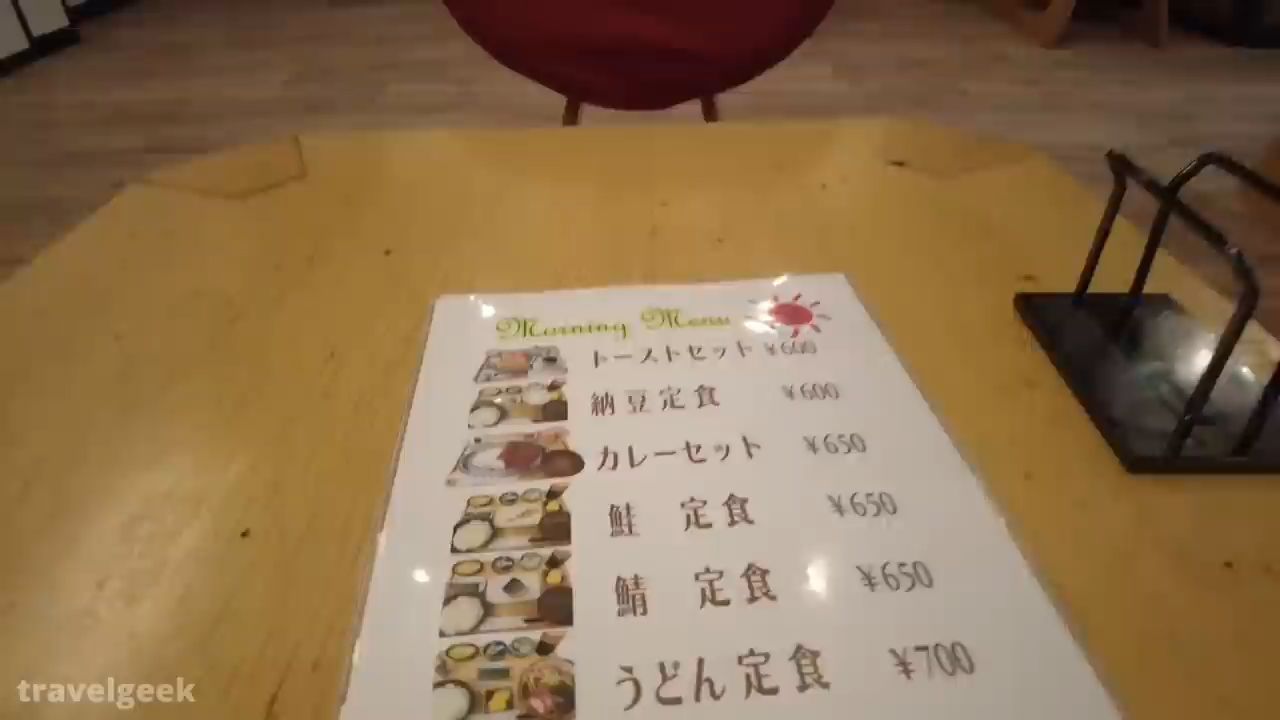 Morning Menu
トーストセット ¥600
納豆定食 ¥600
カレーセット ¥650
鮭 定食 ¥650
鯖 定食 ¥650
うどん定食 ¥700
travelgeek